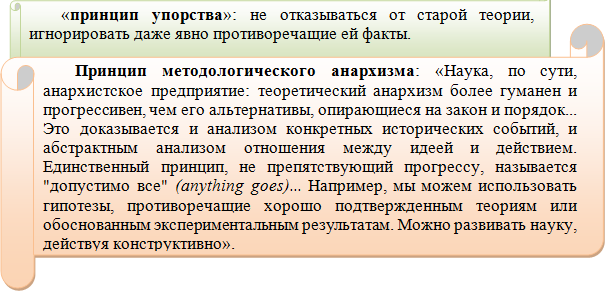 «принцип упорства»: не отказываться от старой теории,
игнорировать даже явно противоречащие ей факты.
Принцип методологического анархизма: «Наука, по сути,
анархистское предприятие: теоретический анархизм более гуманен и
прогрессивен, чем его альтернативы, опирающиеся на закон и порядок...
Это доказывается и анализом конкретных исторических событий, и
абстрактным анализом отношения между идеей и действием.
Единственный принцип, не препятствующий прогрессу, называется
"допустимо все" (anything goes)... Например, мы можем использовать
гипотезы, противоречащие хорошо подтвержденным теориям или
обоснованным экспериментальным результатам. Можно развивать науку,
действуя конструктивно».